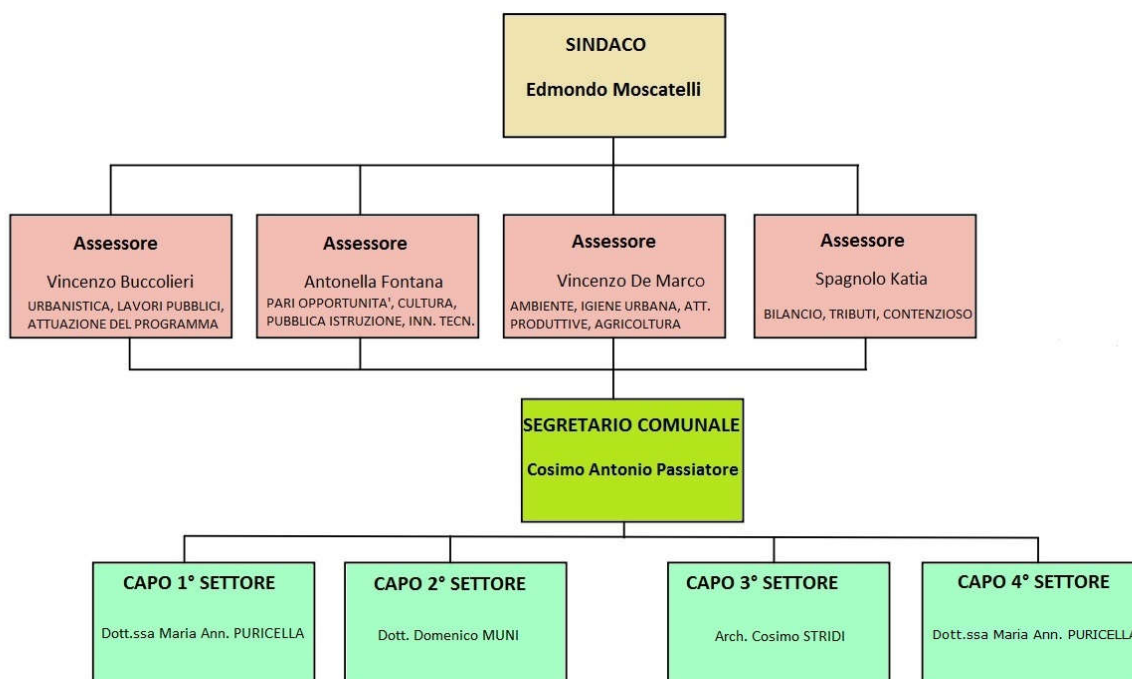 SINDACO
Edmondo Moscatelli
Assessore
Vincenzo Buccolieri
URBANISTICA, LAVORI PUBBLICI,
ATTUAZIONE DEL PROGRAMMA
Assessore
Antonella Fontana
PARI OPPORTUNITA', CULTURA,
PUBBLICA ISTRUZIONE, INN. TECN.
Assessore
Vincenzo De Marco
AMBIENTE, IGIENE URBANA, ATT.
PRODUTTIVE, AGRICOLTURA
Assessore
Spagnolo Katia
BILANCIO, TRIBUTI, CONTENZIOSO
SEGRETARIO COMUNALE
Cosimo Antonio Passiatore
CAPO 1° SETTORE
Dott.ssa Maria Ann. PURICELLA
CAPO 2° SETTORE
Dott. Domenico MUNI
CAPO 3° SETTORE
Arch. Cosimo STRIDI
CAPO 4° SETTORE
Dott.ssa Maria Ann. PURICELLA